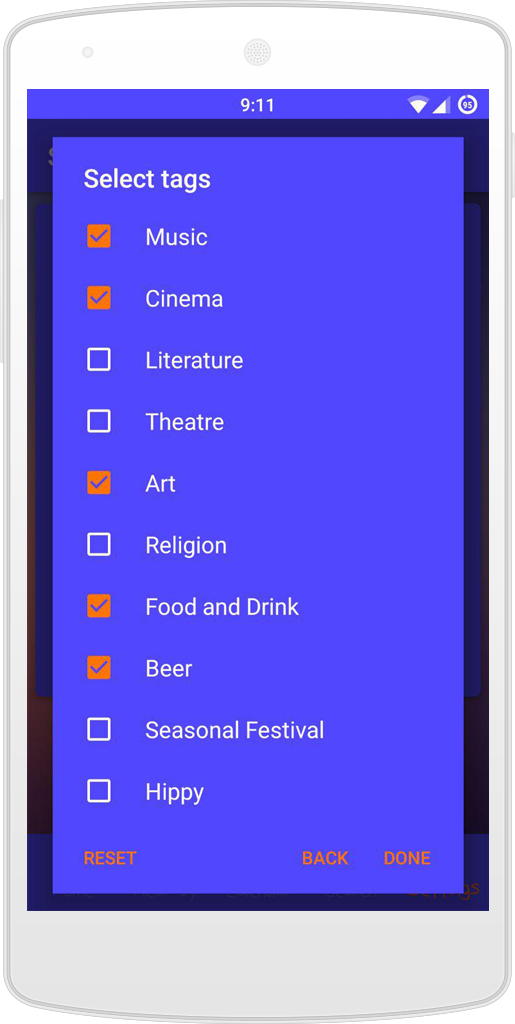 9:11
95
Select tags
Music
Cinema
Literature
Theatre
Art
Religion
Food and Drink
Beer
Seasonal Festival
Hippy
RESET BACK DONE